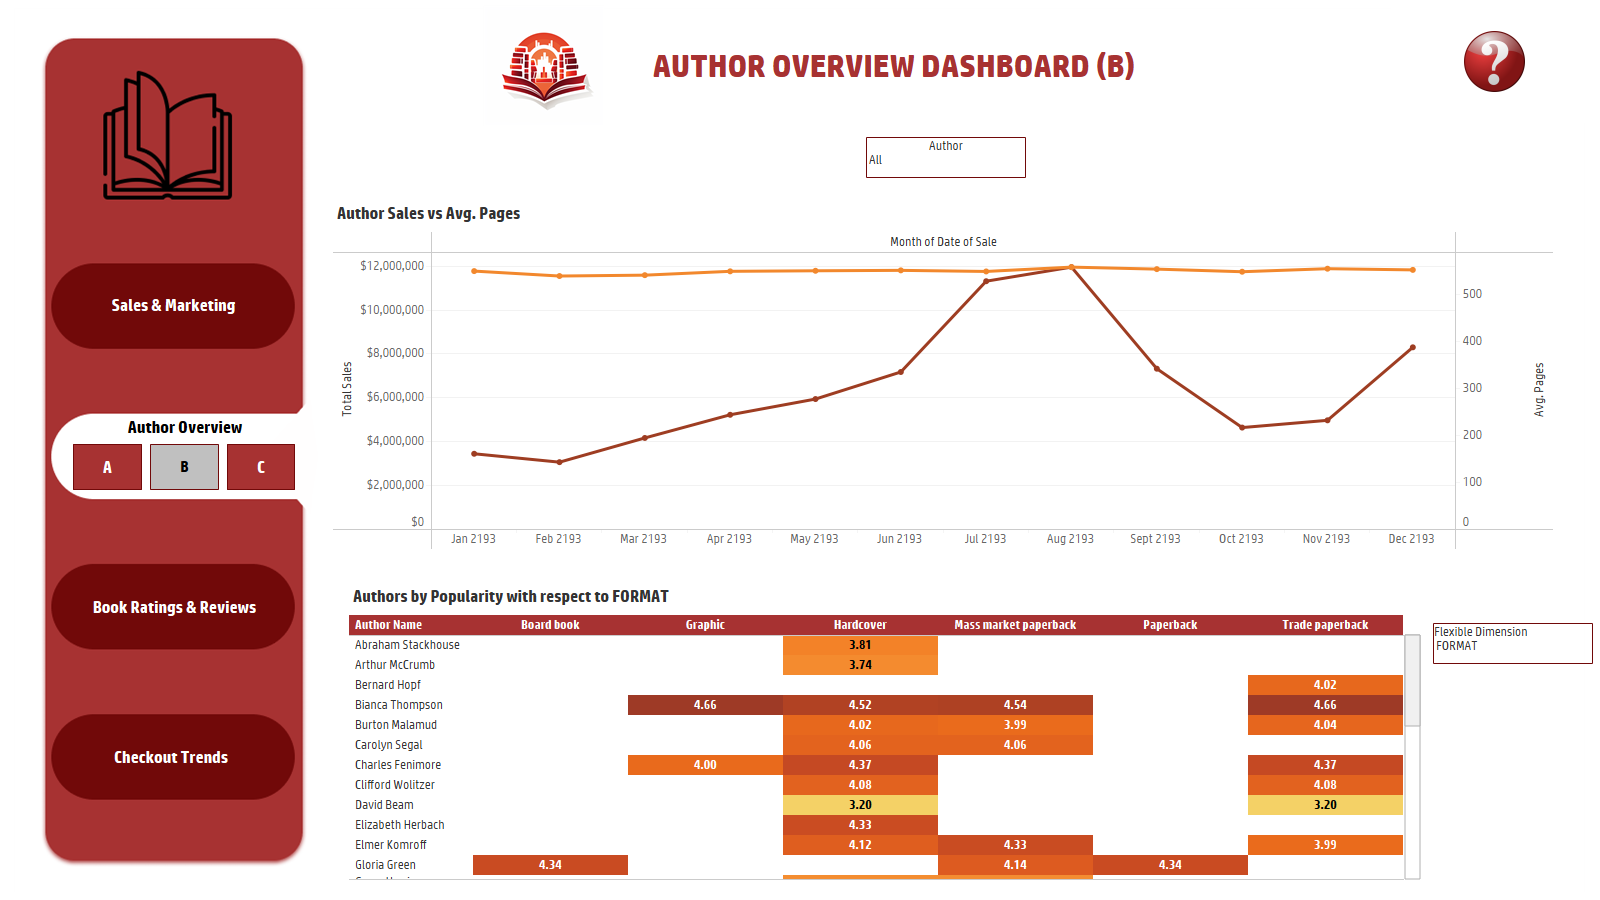 AUTHOR OVERVIEW DASHBOARD (B)
?
Author
All
Sales & Marketing
Author Overview
A B C
Book Ratings & Reviews
Checkout Trends
Author Sales vs Avg. Pages
Month of Date of Sale
Total Sales
$12,000,000
$10,000,000
$8,000,000
$6,000,000
$4,000,000
$2,000,000
$0
500
400
300
200
100
0
Avg. Pages
Jan 2193 Feb 2193 Mar 2193 Apr 2193 May 2193 Jun 2193 Jul 2193 Aug 2193 Sept 2193 Oct 2193 Nov 2193 Dec 2193
Authors by Popularity with respect to FORMAT
Author Name Board book Graphic Hardcover Mass market paperback Paperback Trade paperback
Abraham Stackhouse 3.81
Arthur McCrumb 3.74
Bernard Hopf 4.02
Bianca Thompson 4.66 4.52 4.54 4.66
Burton Malamud 4.02 3.99 4.04
Carolyn Segal 4.06 4.06
Charles Fenimore 4.00 4.37 4.37
Clifford Wolitzer 4.08 4.08
David Beam 3.20 3.20
Elizabeth Herbach 4.33
Elmer Komroff 4.12 4.33 3.99
Gloria Green 4.34 4.14 4.34
Flexible Dimension
FORMAT